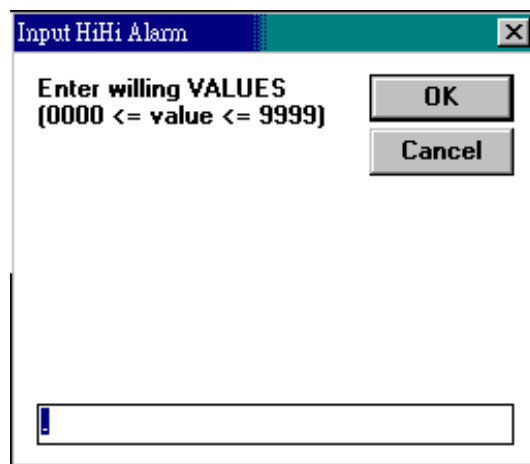 Input HiHi Alarm
Enter willing VALUES
(0000 <= value <= 9999)
OK
Cancel
.